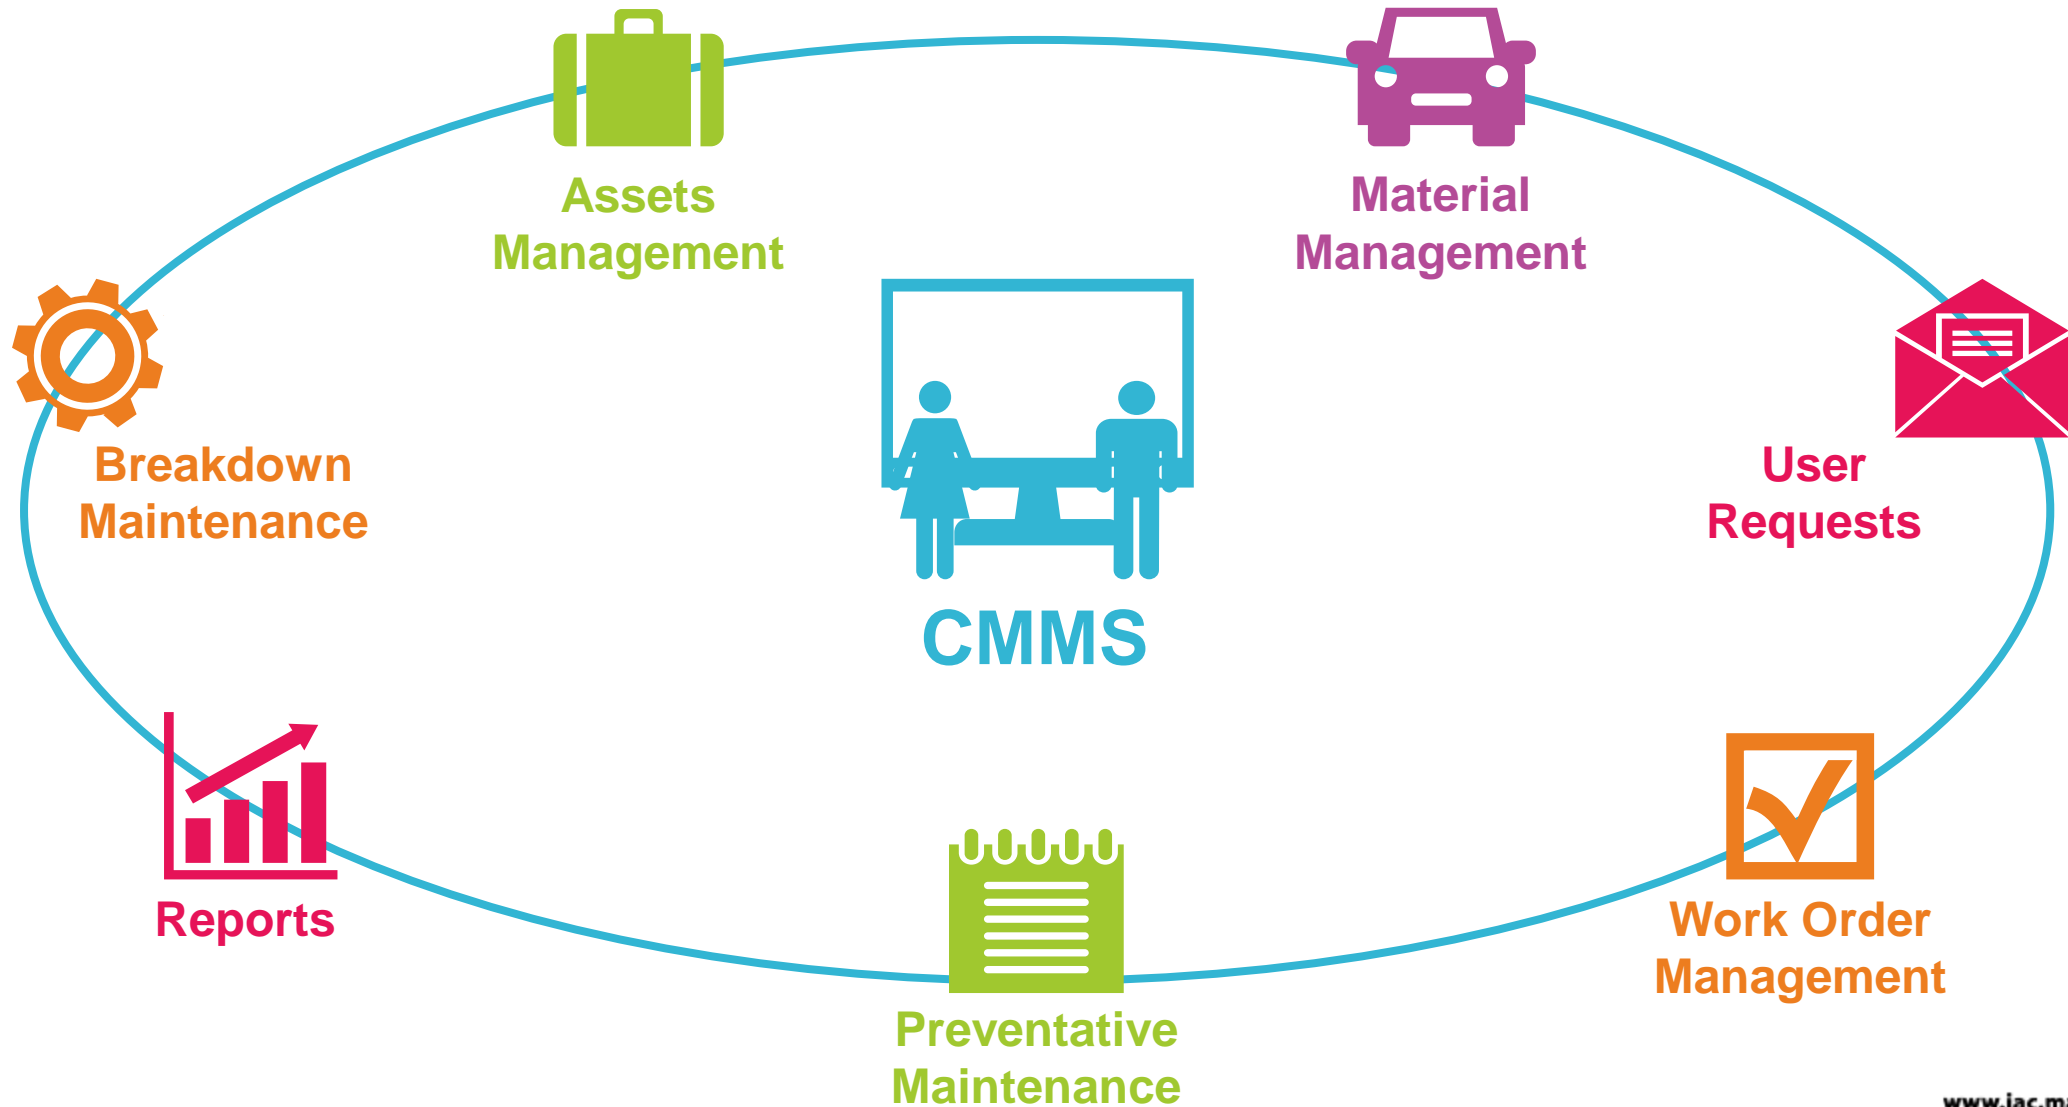 Assets
Management
Material
Management
Breakdown
Maintenance
User
Requests
CMMS
Reports
Work Order
Management
Preventative
Maintenance